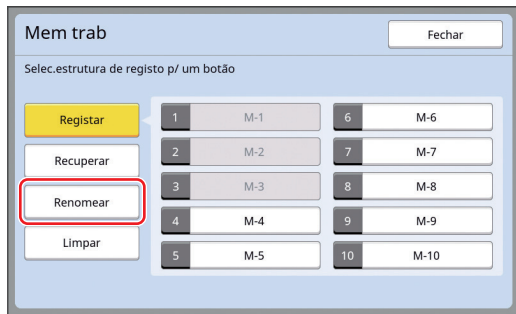 Mem trab
Fechar
Selec.estrutura de registo p/ um botão
Registar
Recuperar
Renomear
Limpar
1 M-1
2 M-2
3 M-3
4 M-4
5 M-5
6 M-6
7 M-7
8 M-8
9 M-9
10 M-10